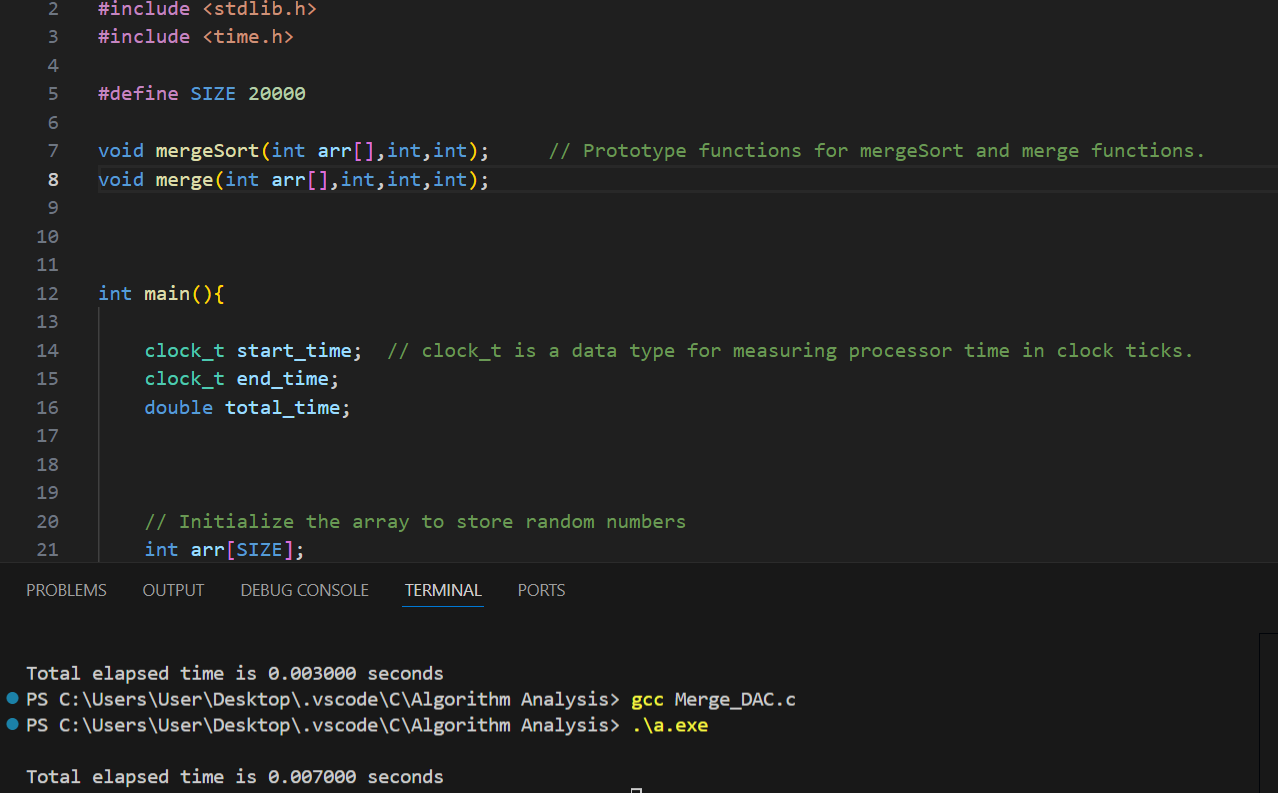 2 #include <stdlib.h>
3 #include <time.h>
4
5 #define SIZE 20000
6
7 void mergeSort(int arr[],int,int);     // Prototype functions for mergeSort and merge functions.
8 void merge(int arr[],int,int,int);
9
10
11
12 int main(){
13
14     clock_t start_time;  // clock_t is a data type for measuring processor time in clock ticks.
15     clock_t end_time;
16     double total_time;
17
18
19
20     // Initialize the array to store random numbers
21     int arr[SIZE];
PROBLEMS OUTPUT DEBUG CONSOLE TERMINAL PORTS
Total elapsed time is 0.003000 seconds
PS C:\Users\User\Desktop\.vscode\C\Algorithm Analysis> gcc Merge_DAC.c
PS C:\Users\User\Desktop\.vscode\C\Algorithm Analysis> .\a.exe
Total elapsed time is 0.007000 seconds